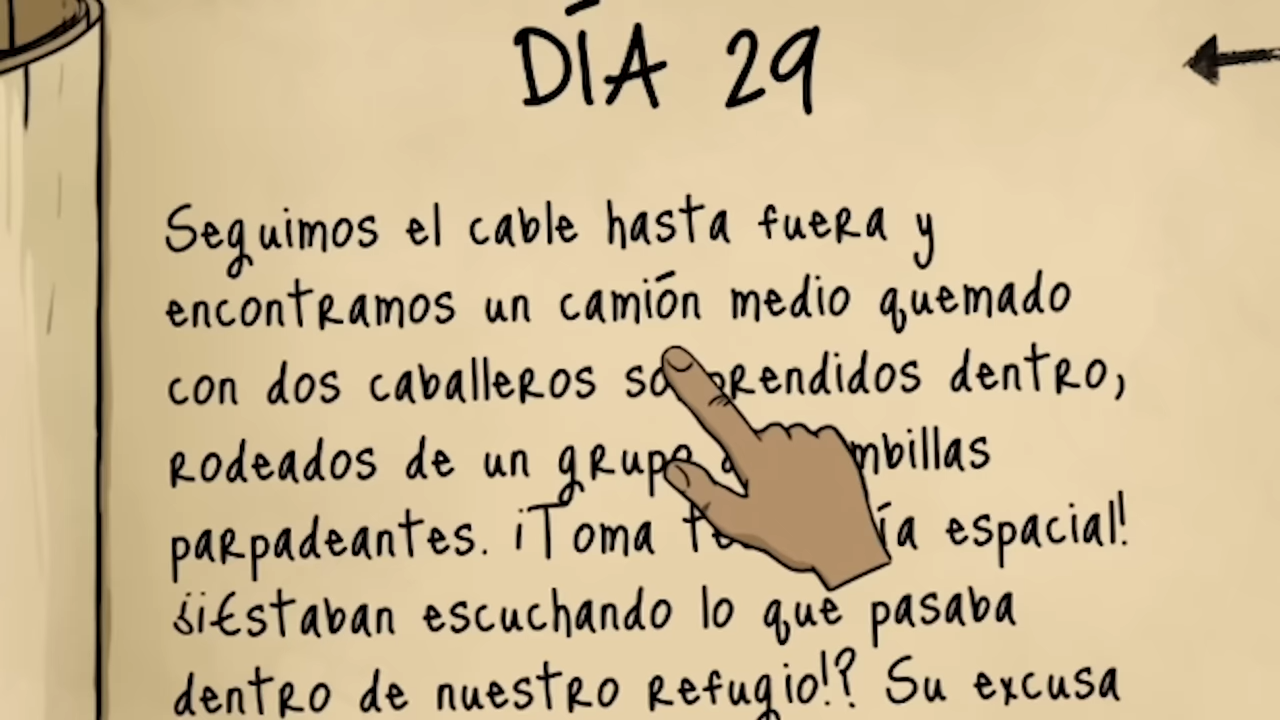 DÍA 29
Seguimos el cable hasta fuera y
encontramos un camión medio quemado
con dos caballeros dentro,
rodeados de un grupo
parpadeantes. ¡Toma espacial!
¿¡Estaban escuchando lo que pasaba
dentro de nuestro refugio!? Su excusa